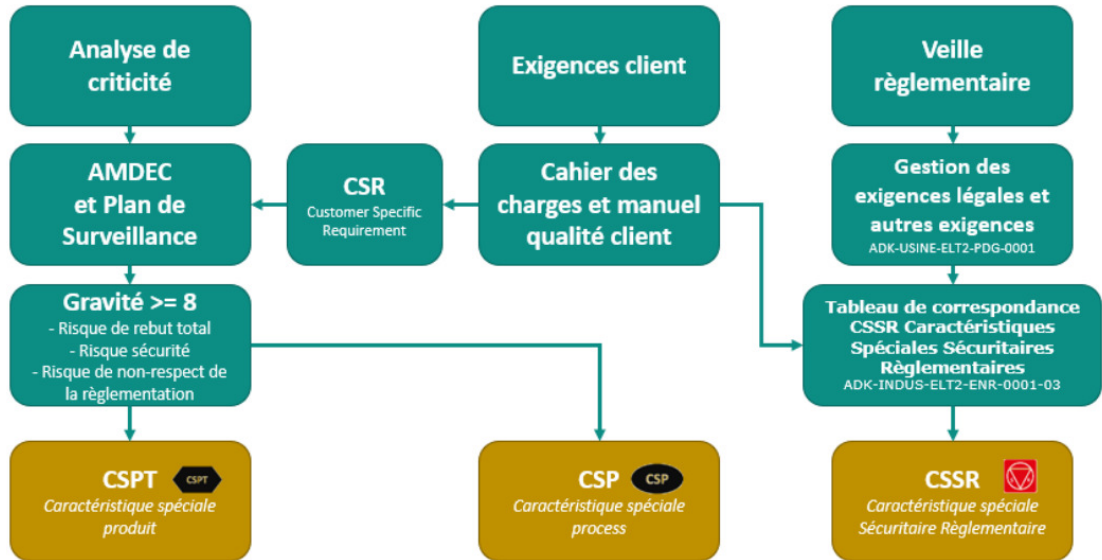 Analyse de
criticité
Exigences client
Veille
règlementaire
AMDEC
et Plan de
Surveillance
CSR
Customer Specific
Requirement
Cahier des
charges et manuel
qualité client
Gestion des
exigences légales et
autres exigences
ADK-USINE-ELT2-PDG-0001
Gravité >= 8
- Risque de rebut total
- Risque sécurité
- Risque de non-respect de
la règlementation
Tableau de correspondance
CSSR Caractéristiques
Spéciales Sécuritaires
Règlementaires
ADK-INDUS-ELT2-ENR-0001-03
CSPT CSPT
Caractéristique spéciale
produit
CSP CSP
Caractéristique spéciale
process
CSSR
Caractéristique spéciale
Sécuritaire Règlementaire